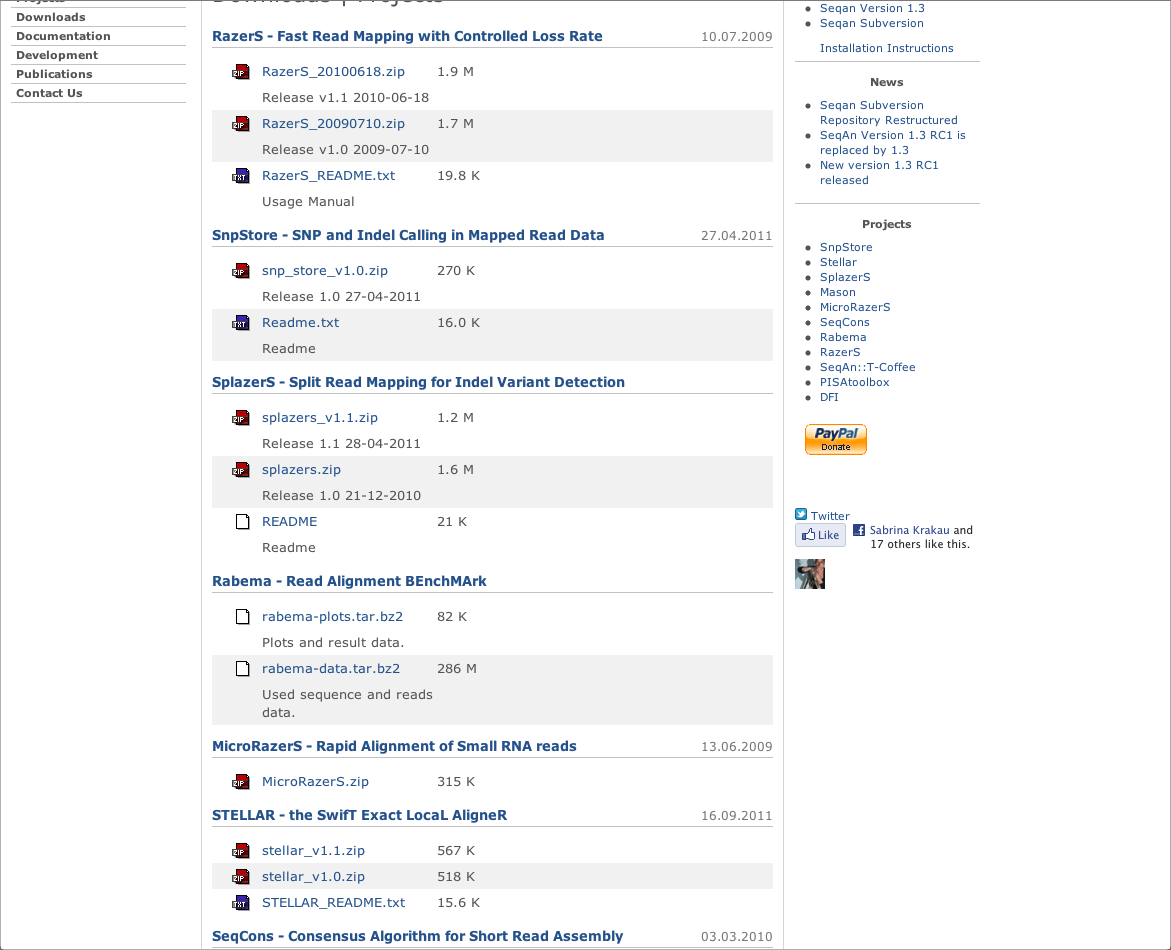 Projects
Downloads
Documentation
Development
Publications
Contact Us
Downloads | Projects
RazerS - Fast Read Mapping with Controlled Loss Rate 10.07.2009
RazerS_20100618.zip 1.9 M
Release v1.1 2010-06-18
RazerS_20090710.zip 1.7 M
Release v1.0 2009-07-10
RazerS_README.txt 19.8 K
Usage Manual
SnpStore - SNP and Indel Calling in Mapped Read Data 27.04.2011
snp_store_v1.0.zip 270 K
Release 1.0 27-04-2011
Readme.txt 16.0 K
Readme
SplazerS - Split Read Mapping for Indel Variant Detection
splazers_v1.1.zip 1.2 M
Release 1.1 28-04-2011
splazers.zip 1.6 M
Release 1.0 21-12-2010
README 21 K
Readme
Rabema - Read Alignment BEnchMArk
rabema-plots.tar.bz2 82 K
Plots and result data.
rabema-data.tar.bz2 286 M
Used sequence and reads
data.
MicroRazerS - Rapid Alignment of Small RNA reads 13.06.2009
MicroRazerS.zip 315 K
STELLAR - the SwifT Exact LocaL AligneR 16.09.2011
stellar_v1.1.zip 567 K
stellar_v1.0.zip 518 K
STELLAR_README.txt 15.6 K
SeqCons - Consensus Algorithm for Short Read Assembly 03.03.2010
Seqan Version 1.3
Seqan Subversion
Installation Instructions
News
Seqan Subversion
Repository Restructured
SeqAn Version 1.3 RC1 is
replaced by 1.3
New version 1.3 RC1
released
Projects
SnpStore
Stellar
SplazerS
Mason
MicroRazerS
SeqCons
Rabema
RazerS
SeqAn::T-Coffee
PISAtoolbox
DFI
PayPal
Donate
Twitter
Like Sabrina Krakau and
17 others like this.